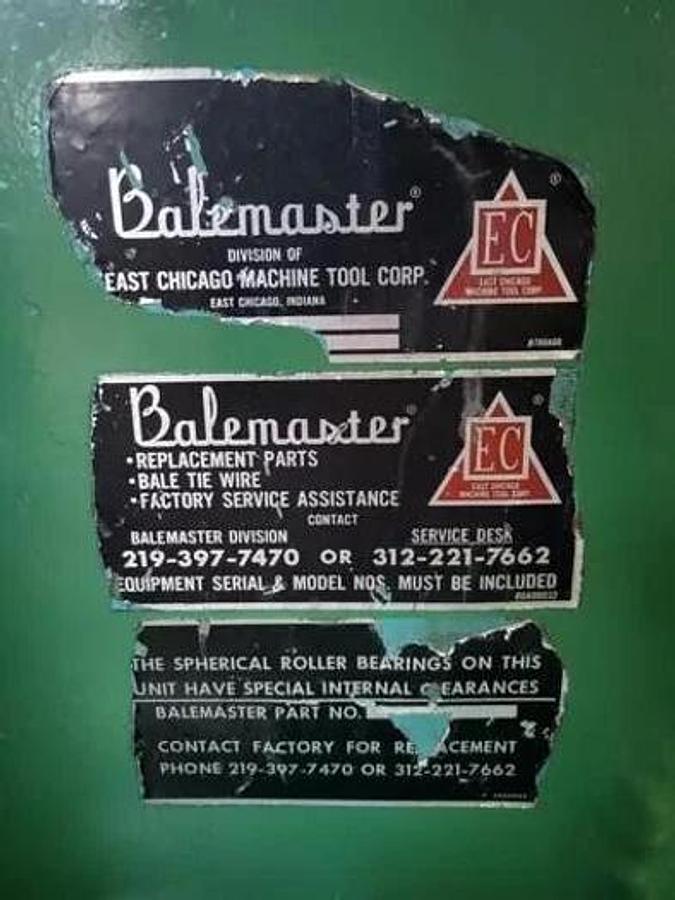 Balemaster®
DIVISION OF
EAST CHICAGO MACHINE TOOL CORP.
EAST CHICAGO, INDIANA
®
EC
EAST CHICAGO
MACHINE TOOL CORP
Balemaster®
®
EC
EAST CHICAGO
MACHINE TOOL CORP
•REPLACEMENT PARTS
•BALE TIE WIRE
•FACTORY SERVICE ASSISTANCE
CONTACT
BALEMASTER DIVISION SERVICE DESK
219-397-7470 OR 312-221-7662
EQUIPMENT SERIAL & MODEL NOS. MUST BE INCLUDED
THE SPHERICAL ROLLER BEARINGS ON THIS
UNIT HAVE SPECIAL INTERNAL C EARANCES
BALEMASTER PART NO.
CONTACT FACTORY FOR RE ACEMENT
PHONE 219-397-7470 OR 312-221-7662